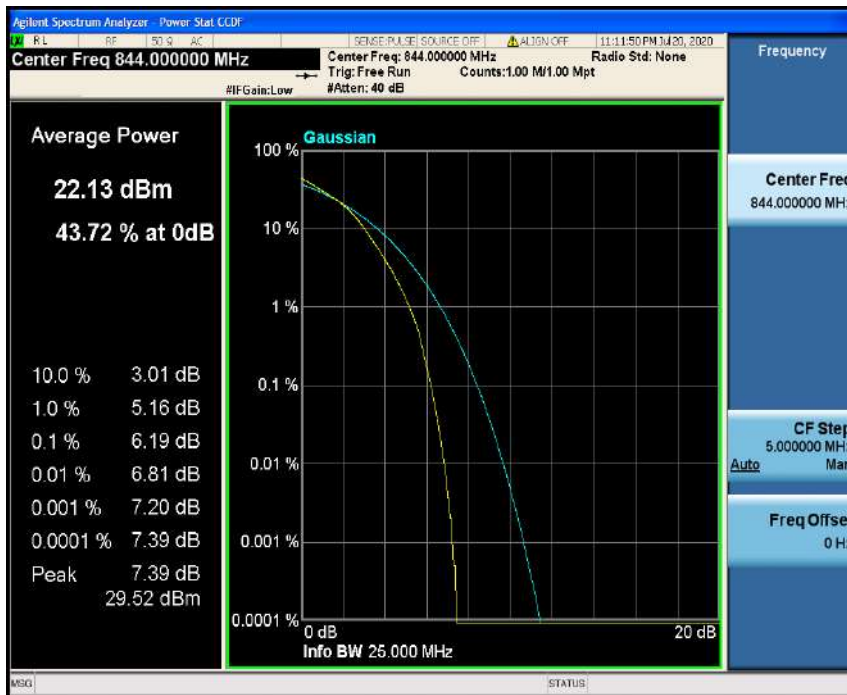 Agilent Spectrum Analyzer - Power Stat CCDF
RL RF 50 Ω AC SENSE:PULSE SOURCE OFF ALIGN OFF 11:11:50 PM Jul 20, 2020
Center Freq 844.000000 MHz
Center Freq: 844.000000 MHz Radio Std: None
Trig: Free Run Counts:1.00 M/1.00 Mpt
#IFGain:Low #Atten: 40 dB
Frequency
Average Power
22.13 dBm
43.72 % at 0dB
10.0 % 3.01 dB
1.0 % 5.16 dB
0.1 % 6.19 dB
0.01 % 6.81 dB
0.001 % 7.20 dB
0.0001 % 7.39 dB
Peak 7.39 dB
29.52 dBm
Gaussian
100 %
10 %
1 %
0.1 %
0.01 %
0.001 %
0.0001 %
0 dB 20 dB
Info BW 25.000 MHz
Center Freq
844.000000 MH
CF Step
5.000000 MH
Auto Man
Freq Offse
0 H
MSG STATUS